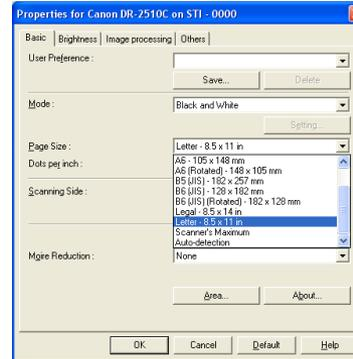 Properties for Canon DR-2510C on STI - 0000
Basic Brightness Image processing Others
User Preference :
Save... Delete
Mode : Black and White
Setting...
Page Size : Letter - 8.5 x 11 in
Dots per inch : A6 - 105 x 148 mm
A6 (Rotated) - 148 x 105 mm
B5 (JIS) - 182 x 257 mm
Scanning Side : B6 (JIS) - 128 x 182 mm
B6 (JIS) (Rotated) - 182 x 128 mm
Legal - 8.5 x 14 in
Letter - 8.5 x 11 in
Scanner's Maximum
Auto-detection
Moire Reduction : None
Area... About...
OK Cancel Default Help